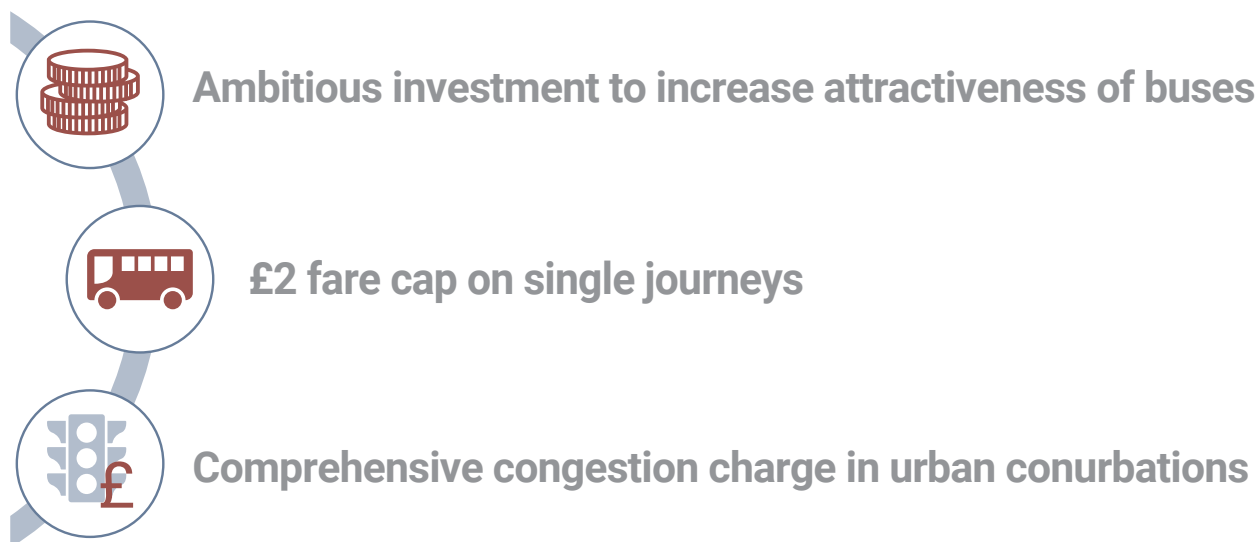 Ambitious investment to increase attractiveness of buses
£2 fare cap on single journeys
£
Comprehensive congestion charge in urban conurbations